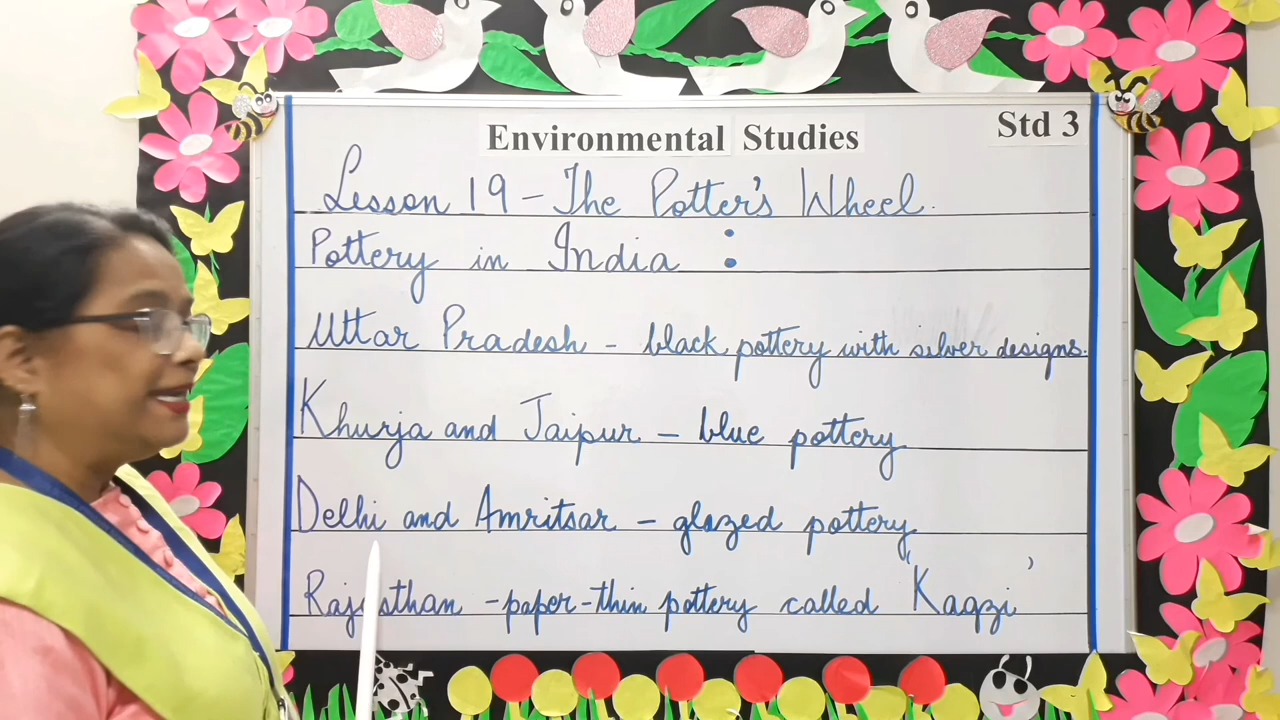 Environmental Studies
Std 3
Lesson 19 - The Potter's Wheel.
Pottery in India :
Uttar Pradesh - black pottery with silver designs.
Khurja and Jaipur - blue pottery
Delhi and Amritsar - glazed pottery
Rajasthan - paper-thin pottery called 'Kagzi'